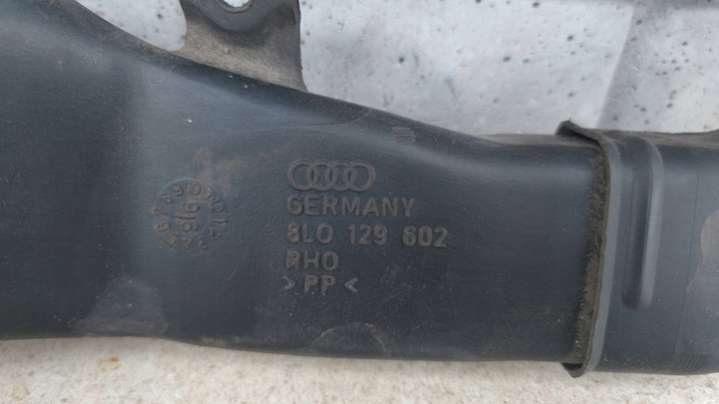 GERMANY
8L0 129 602
RHO
>PP<